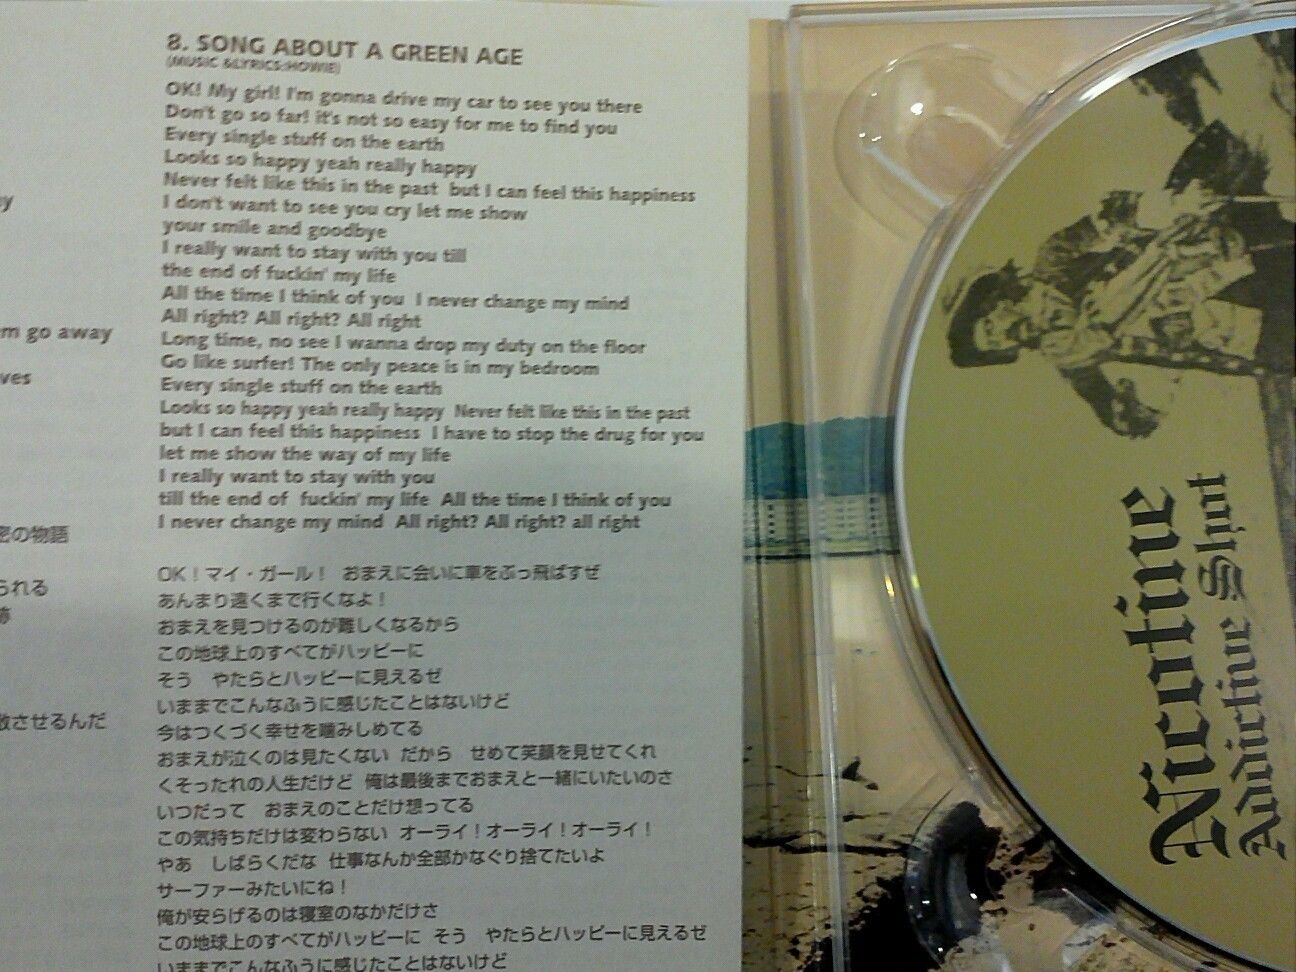 8. SONG ABOUT A GREEN AGE
(MUSIC &LYRICS:HOWIE)
OK! My girl! I'm gonna drive my car to see you there
Don't go so far! it's not so easy for me to find you
Every single stuff on the earth
Looks so happy yeah really happy
Never felt like this in the past but I can feel this happiness
I don't want to see you cry let me show
your smile and goodbye
I really want to stay with you till
the end of fuckin' my life
All the time I think of you I never change my mind
All right? All right? All right
Long time, no see I wanna drop my duty on the floor
Go like surfer! The only peace is in my bedroom
Every single stuff on the earth
Looks so happy yeah really happy Never felt like this in the past
but I can feel this happiness I have to stop the drug for you
let me show the way of my life
I really want to stay with you
till the end of fuckin' my life All the time I think of you
I never change my mind All right? All right? all right
OK！マイ・ガール！ おまえに会いに車をぶっ飛ばすぜ
あんまり遠くまで行くなよ！
おまえを見つけるのが難しくなるから
この地球上のすべてがハッピーに
そう やたらとハッピーに見えるぜ
いままでこんなふうに感じたことはないけど
今はつくづく幸せを噛みしめてる
おまえが泣くのは見たくない だから せめて笑顔を見せてくれ
くそったれの人生だけど 俺は最後までおまえと一緒にいたいのさ
いつだって おまえのことだけ想ってる
この気持ちだけは変わらない オーライ！オーライ！オーライ！
やあ しばらくだな 仕事なんか全部かなぐり捨てたいよ
サーファーみたいにね！
俺が安らげるのは寝室のなかだけさ
この地球上のすべてがハッピーに そう やたらとハッピーに見えるぜ
いままでこんなふうに感じたことはないけど
em go away
ves
密の物語
られる
跡
散させるんだ
Nicotine
Addictive Shot